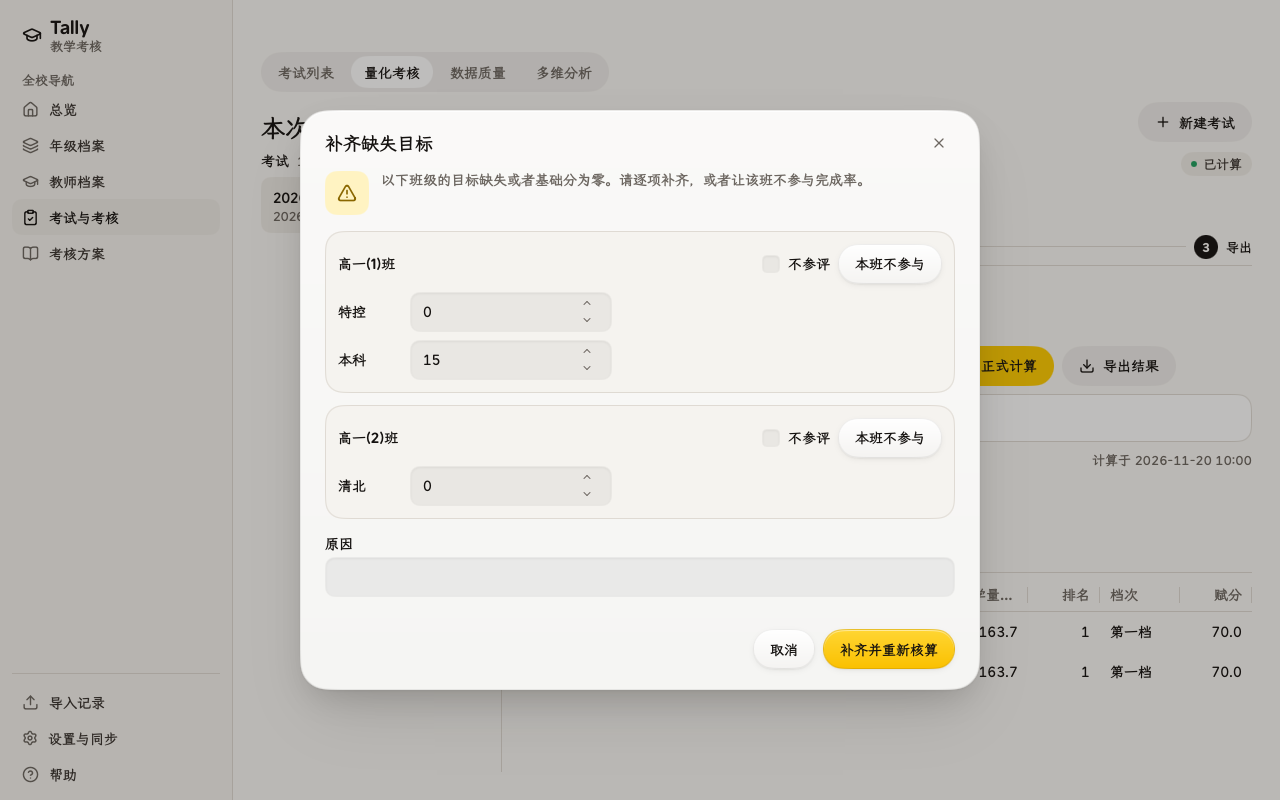 Tally
教学考核
全校导航
总览
年级档案
教师档案
考试与考核
考核方案
导入记录
设置与同步
帮助
考试列表
量化考核
数据质量
多维分析
本次
新建考试
考试
已计算
2026
3 导出
正式计算
导出结果
计算于 2026-11-20 10:00
排名 档次 赋分
163.7 1 第一档 70.0
163.7 1 第一档 70.0
补齐缺失目标
以下班级的目标缺失或者基础分为零。请逐项补齐，或者让该班不参与完成率。
高一(1)班 不参评 本班不参与
特控 0
本科 15
高一(2)班 不参评 本班不参与
清北 0
原因
取消 补齐并重新核算